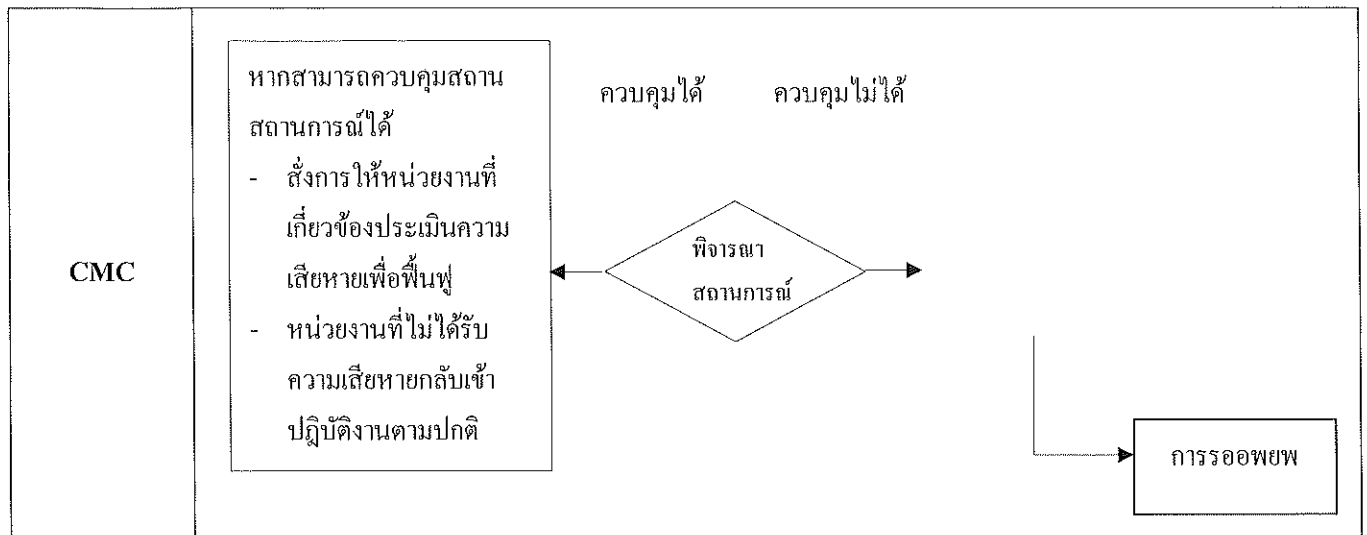 CMC
หากสามารถควบคุมสถาน
สถานการณ์ได้
- สั่งการให้หน่วยงานที่
เกี่ยวข้องประเมินความ
เสียหายเพื่อฟื้นฟู
- หน่วยงานที่ไม่ได้รับ
ความเสียหายกลับเข้า
ปฏิบัติงานตามปกติ
ควบคุมได้
ควบคุมไม่ได้
พิจารณา
สถานการณ์
การรออพยพ